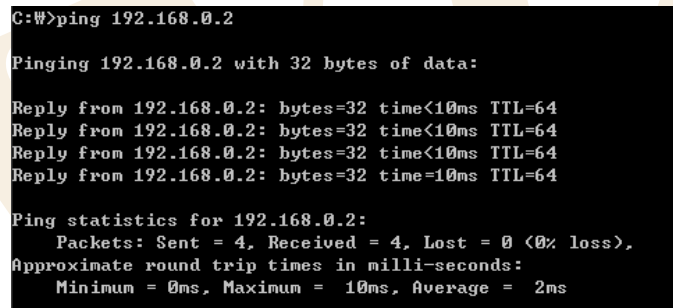 C:₩>ping 192.168.0.2
Pinging 192.168.0.2 with 32 bytes of data:
Reply from 192.168.0.2: bytes=32 time<10ms TTL=64
Reply from 192.168.0.2: bytes=32 time<10ms TTL=64
Reply from 192.168.0.2: bytes=32 time<10ms TTL=64
Reply from 192.168.0.2: bytes=32 time=10ms TTL=64
Ping statistics for 192.168.0.2:
Packets: Sent = 4, Received = 4, Lost = 0 (0% loss),
Approximate round trip times in milli-seconds:
Minimum = 0ms, Maximum =  10ms, Average =  2ms